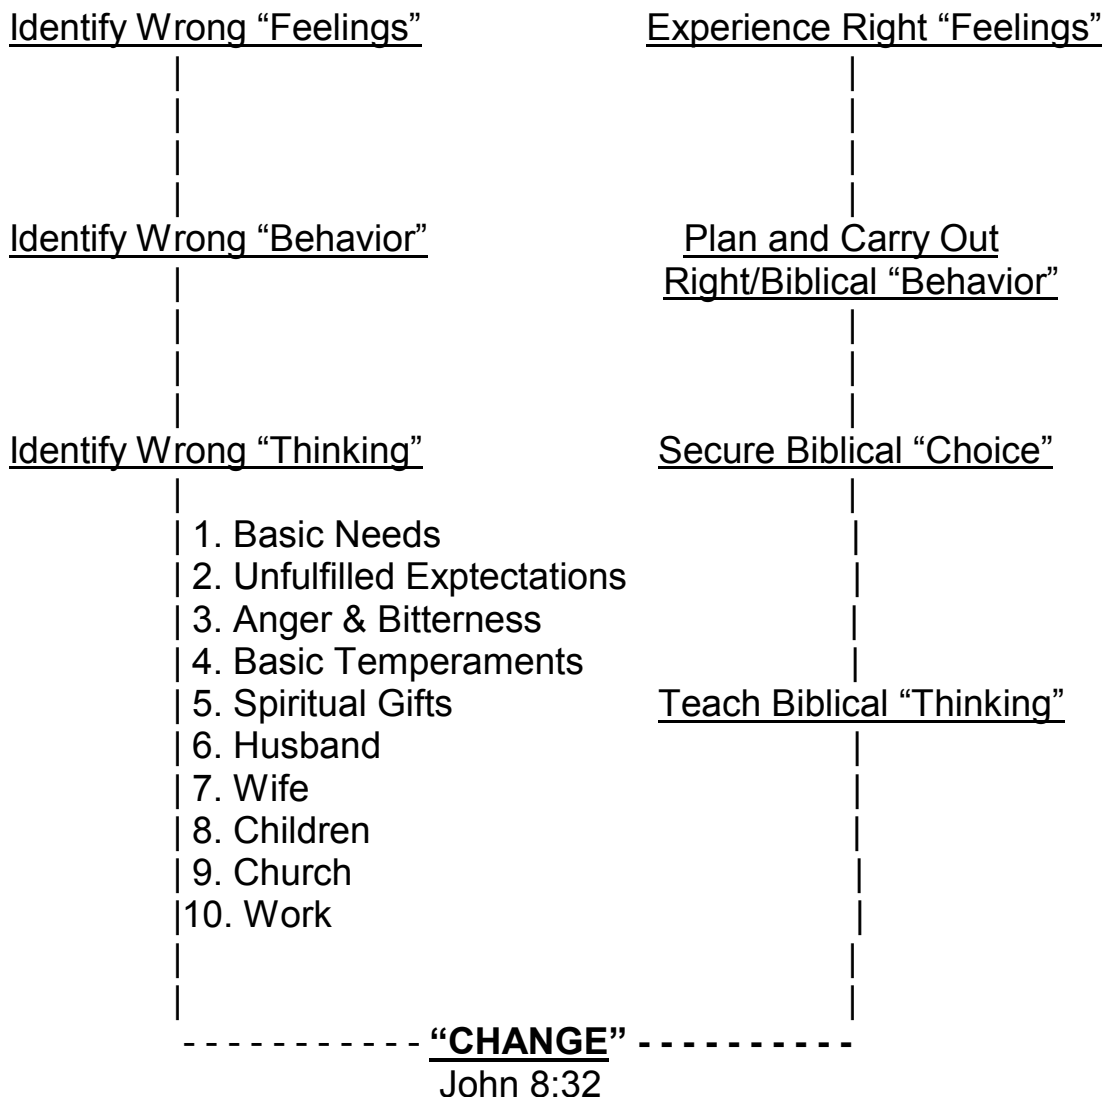 Identify Wrong “Feelings” Experience Right “Feelings”
Identify Wrong “Behavior” Plan and Carry Out
Right/Biblical “Behavior”
Identify Wrong “Thinking” Secure Biblical “Choice”
1. Basic Needs
2. Unfulfilled Exptectations
3. Anger & Bitterness
4. Basic Temperaments
5. Spiritual Gifts Teach Biblical “Thinking”
6. Husband
7. Wife
8. Children
9. Church
10. Work
- - - - - - - - - - - “CHANGE” - - - - - - - - - -
John 8:32